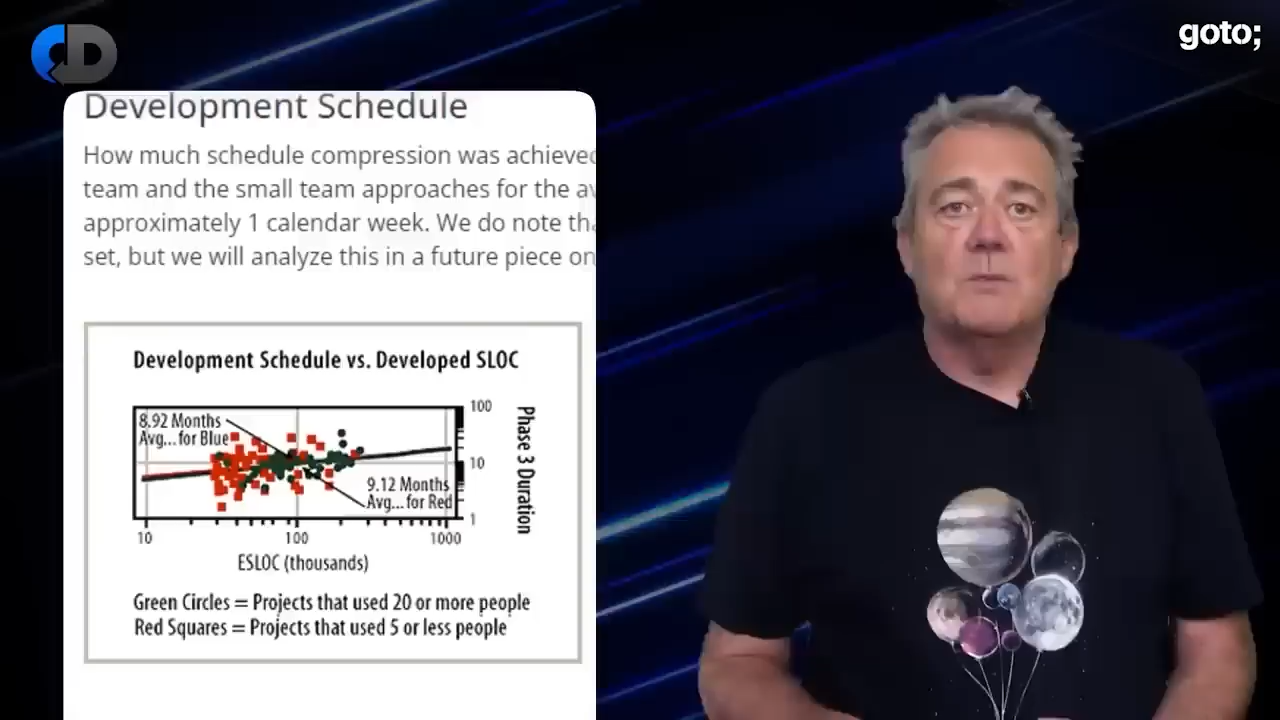 CD
goto;
Development Schedule
How much schedule compression was achieved
team and the small team approaches for the
approximately 1 calendar week. We do note
set, but we will analyze this in a future piece on
Development Schedule vs. Developed SLOC
8.92 Months
Avg...for Blue
9.12 Months
Avg...for Red
100
10
1
Phase 3 Duration
10
100
1000
ESLOC (thousands)
Green Circles = Projects that used 20 or more people
Red Squares = Projects that used 5 or less people